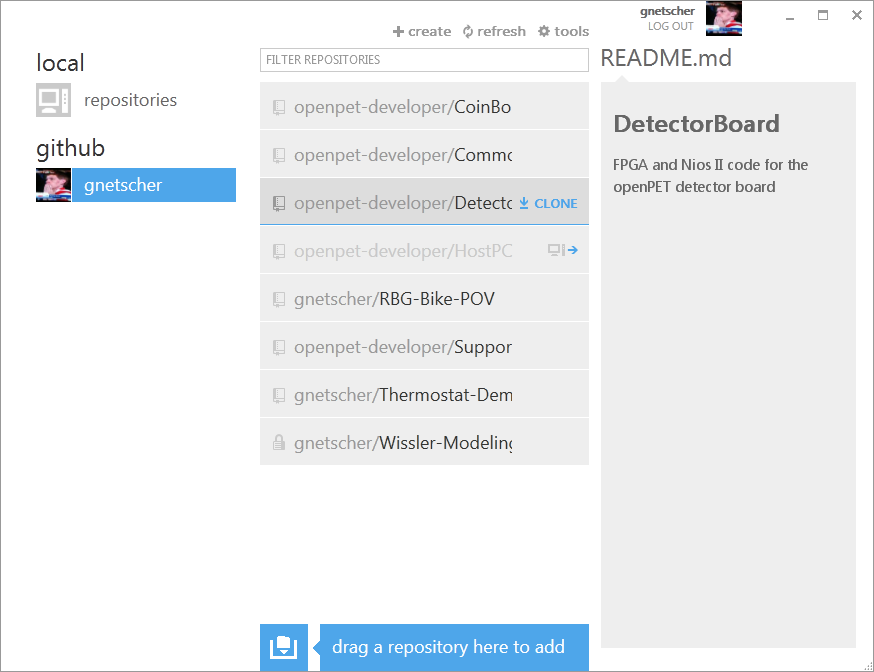 gnetscher
LOG OUT
create refresh tools
local
repositories
github
gnetscher
FILTER REPOSITORIES
openpet-developer/CoinBo
openpet-developer/Commo
openpet-developer/Detecto CLONE
openpet-developer/HostPC
gnetscher/RBG-Bike-POV
openpet-developer/Suppor
gnetscher/Thermostat-Dem
gnetscher/Wissler-Modeling
drag a repository here to add
README.md
DetectorBoard
FPGA and Nios II code for the
openPET detector board